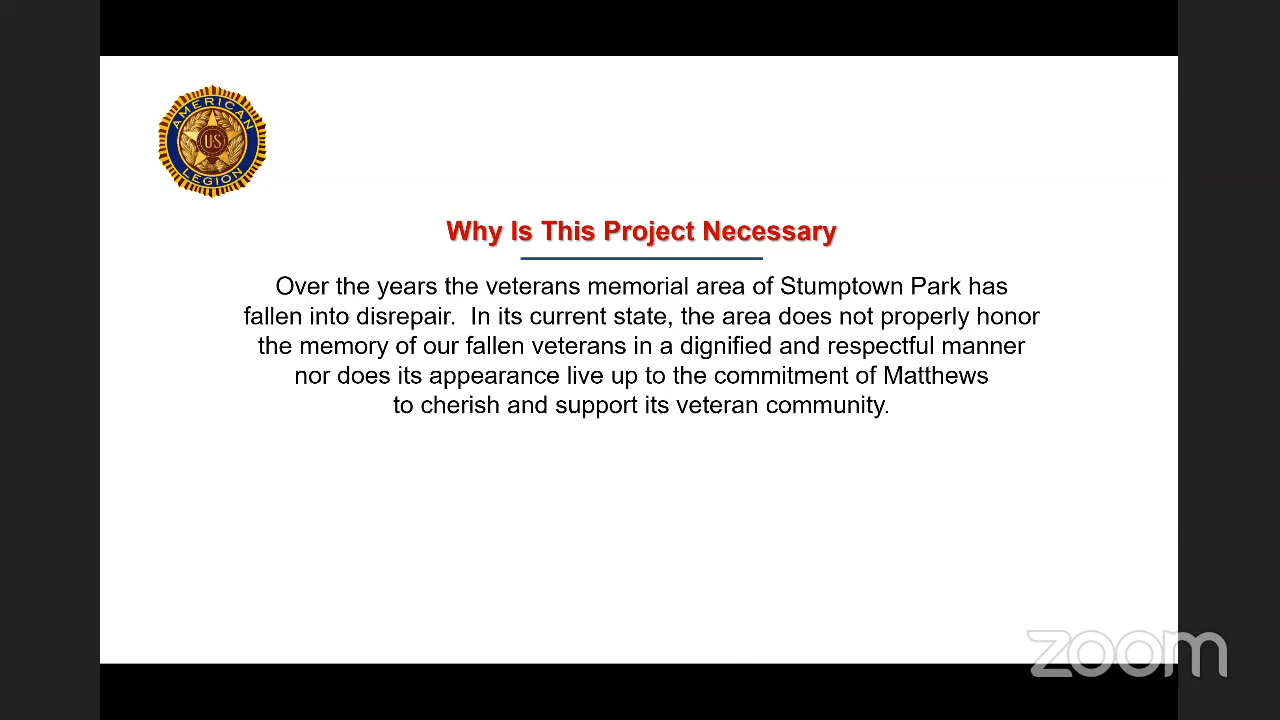 AMERICAN
US
LEGION
Why Is This Project Necessary
Over the years the veterans memorial area of Stumptown Park has
fallen into disrepair.  In its current state, the area does not properly honor
the memory of our fallen veterans in a dignified and respectful manner
nor does its appearance live up to the commitment of Matthews
to cherish and support its veteran community.
zoom